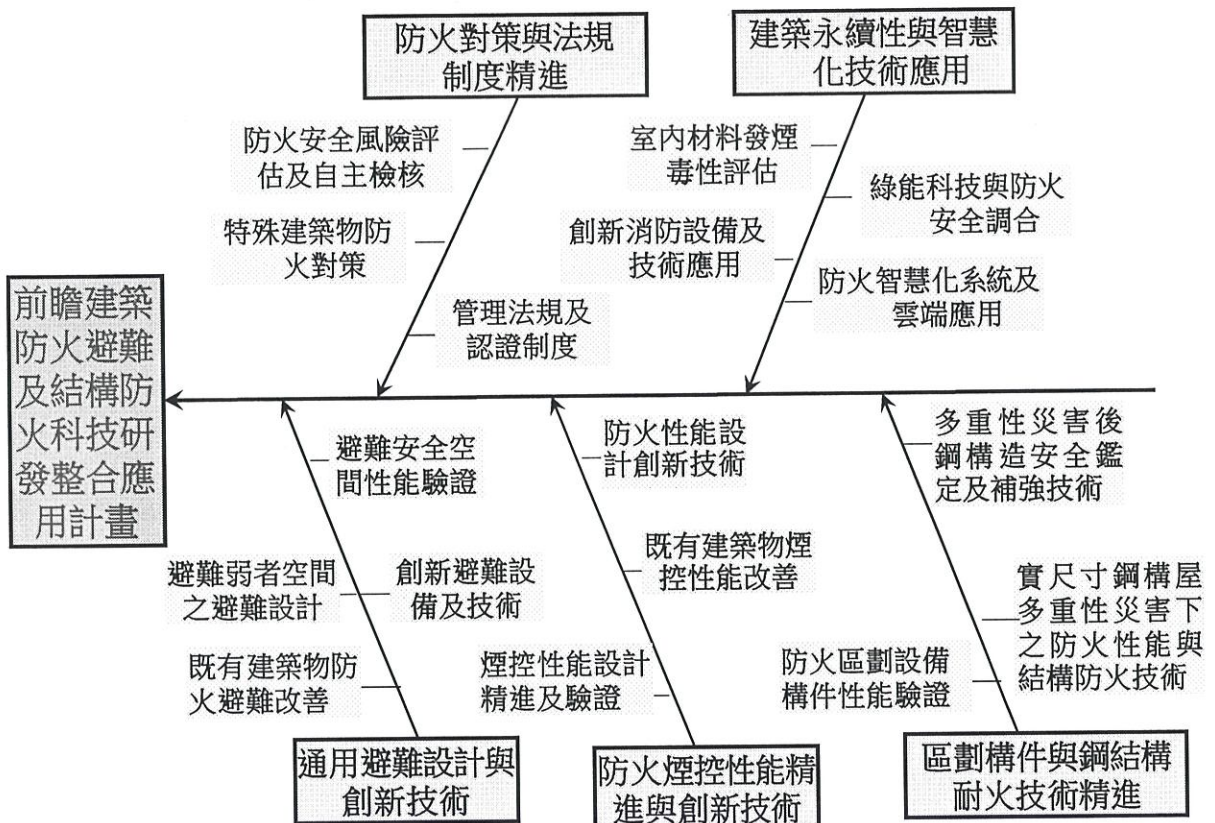 防火對策與法規
制度精進
建築永續性與智慧
化技術應用
防火安全風險評
估及自主檢核
特殊建築物防
火對策
管理法規及
認證制度
室內材料發煙
毒性評估
創新消防設備及
技術應用
綠能科技與防火
安全調合
防火智慧化系統及
雲端應用
前瞻建築
防火避難
及結構防
火科技研
發整合應
用計畫
避難安全空
間性能驗證
避難弱者空間
之避難設計
創新避難設
備及技術
既有建築物防
火避難改善
防火性能設
計創新技術
既有建築物煙
控性能改善
煙控性能設計
精進及驗證
多重性災害後
鋼構造安全鑑
定及補強技術
實尺寸鋼構屋
多重性災害下
之防火性能與
結構防火技術
防火區劃設備
構件性能驗證
通用避難設計與
創新技術
防火煙控性能精
進與創新技術
區劃構件與鋼結構
耐火技術精進